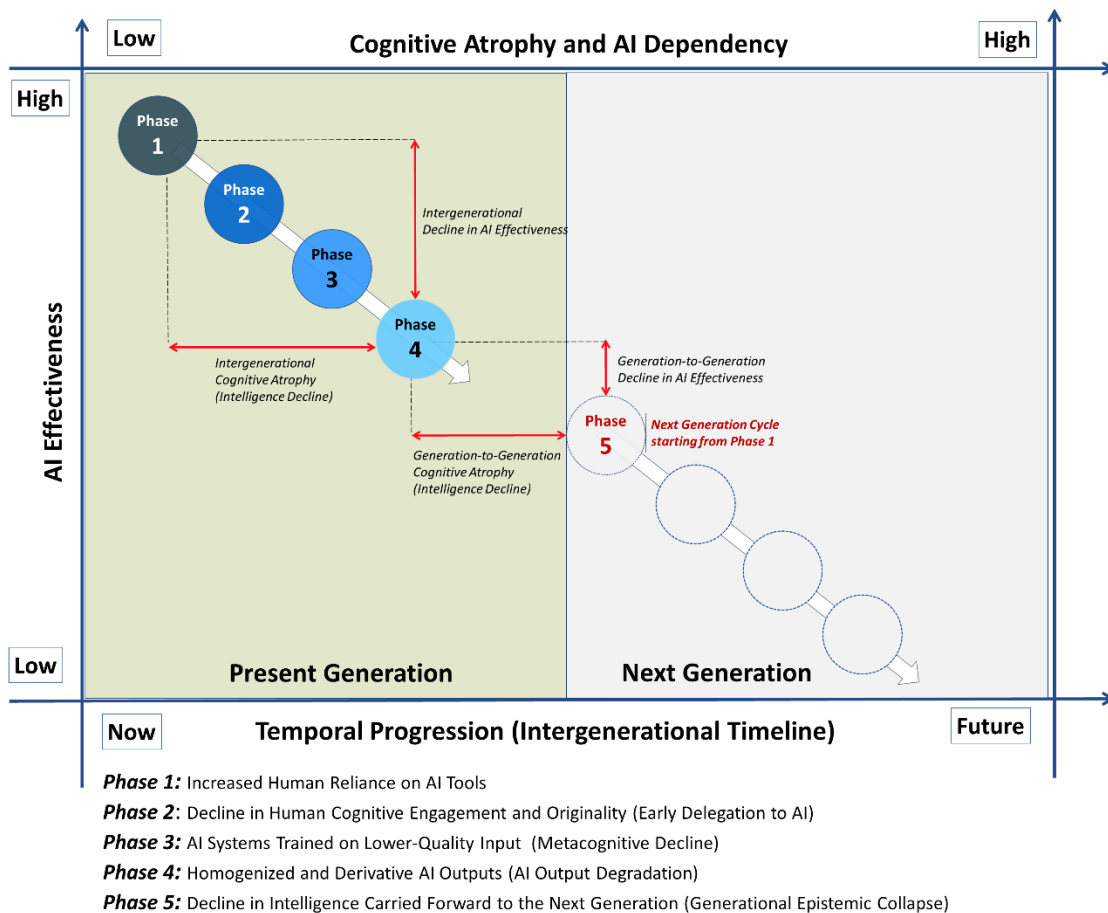 Low
Cognitive Atrophy and AI Dependency
High
High
AI Effectiveness
Low
Phase
1
Phase
2
Phase
3
Phase
4
Intergenerational
Decline in AI Effectiveness
Intergenerational
Cognitive Atrophy
(Intelligence Decline)
Generation-to-Generation
Decline in AI Effectiveness
Generation-to-Generation
Cognitive Atrophy
(Intelligence Decline)
Phase
5
Next Generation Cycle
starting from Phase 1
Present Generation
Next Generation
Now
Temporal Progression (Intergenerational Timeline)
Future
Phase 1: Increased Human Reliance on AI Tools
Phase 2: Decline in Human Cognitive Engagement and Originality (Early Delegation to AI)
Phase 3: AI Systems Trained on Lower-Quality Input (Metacognitive Decline)
Phase 4: Homogenized and Derivative AI Outputs (AI Output Degradation)
Phase 5: Decline in Intelligence Carried Forward to the Next Generation (Generational Epistemic Collapse)